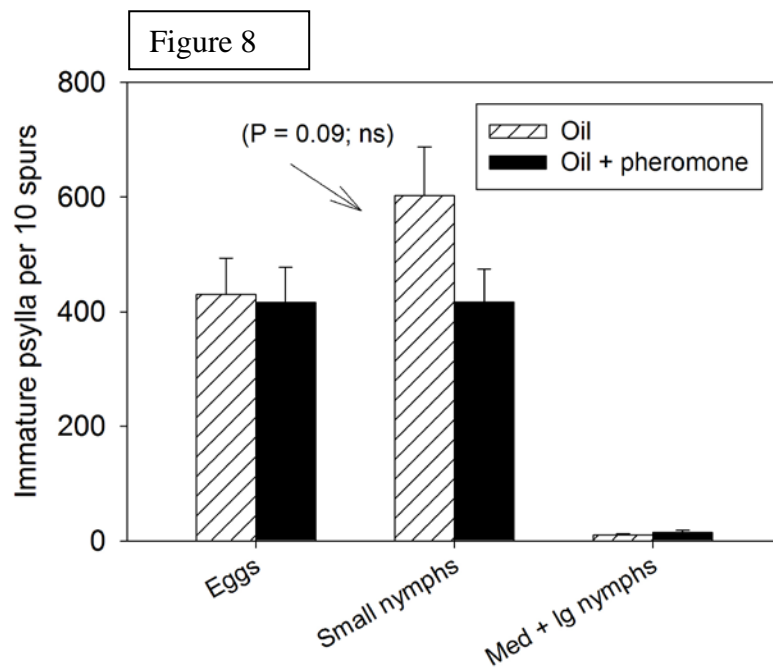 Figure 8
Immature psylla per 10 spurs
800
600
400
200
0
(P = 0.09; ns)
Oil
Oil + pheromone
Eggs
Small nymphs
Med + lg nymphs